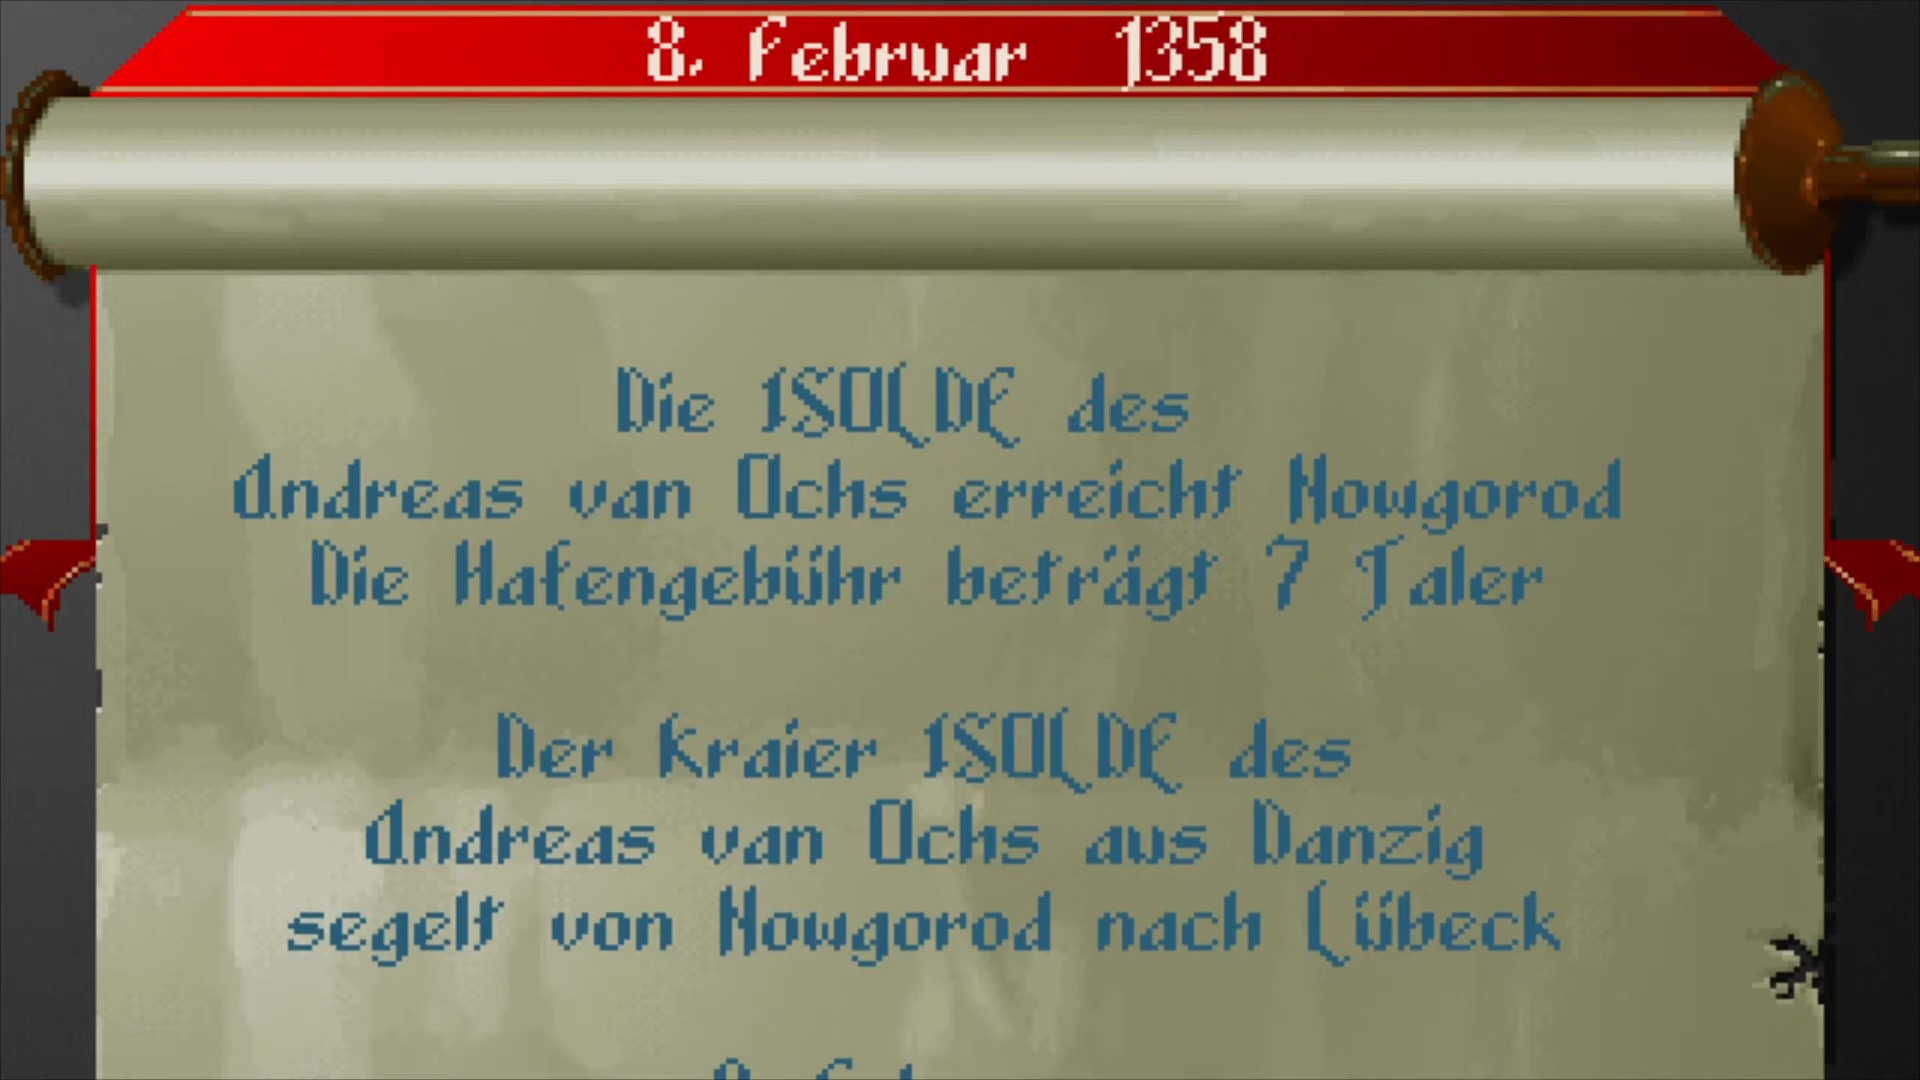 8. Februar 1358
Die ISOLDE des
Andreas van Ochs erreicht Nowgorod
Die Hafengebühr beträgt 7 Taler
Der Kraier ISOLDE des
Andreas van Ochs aus Danzig
segelt von Nowgorod nach Lübeck